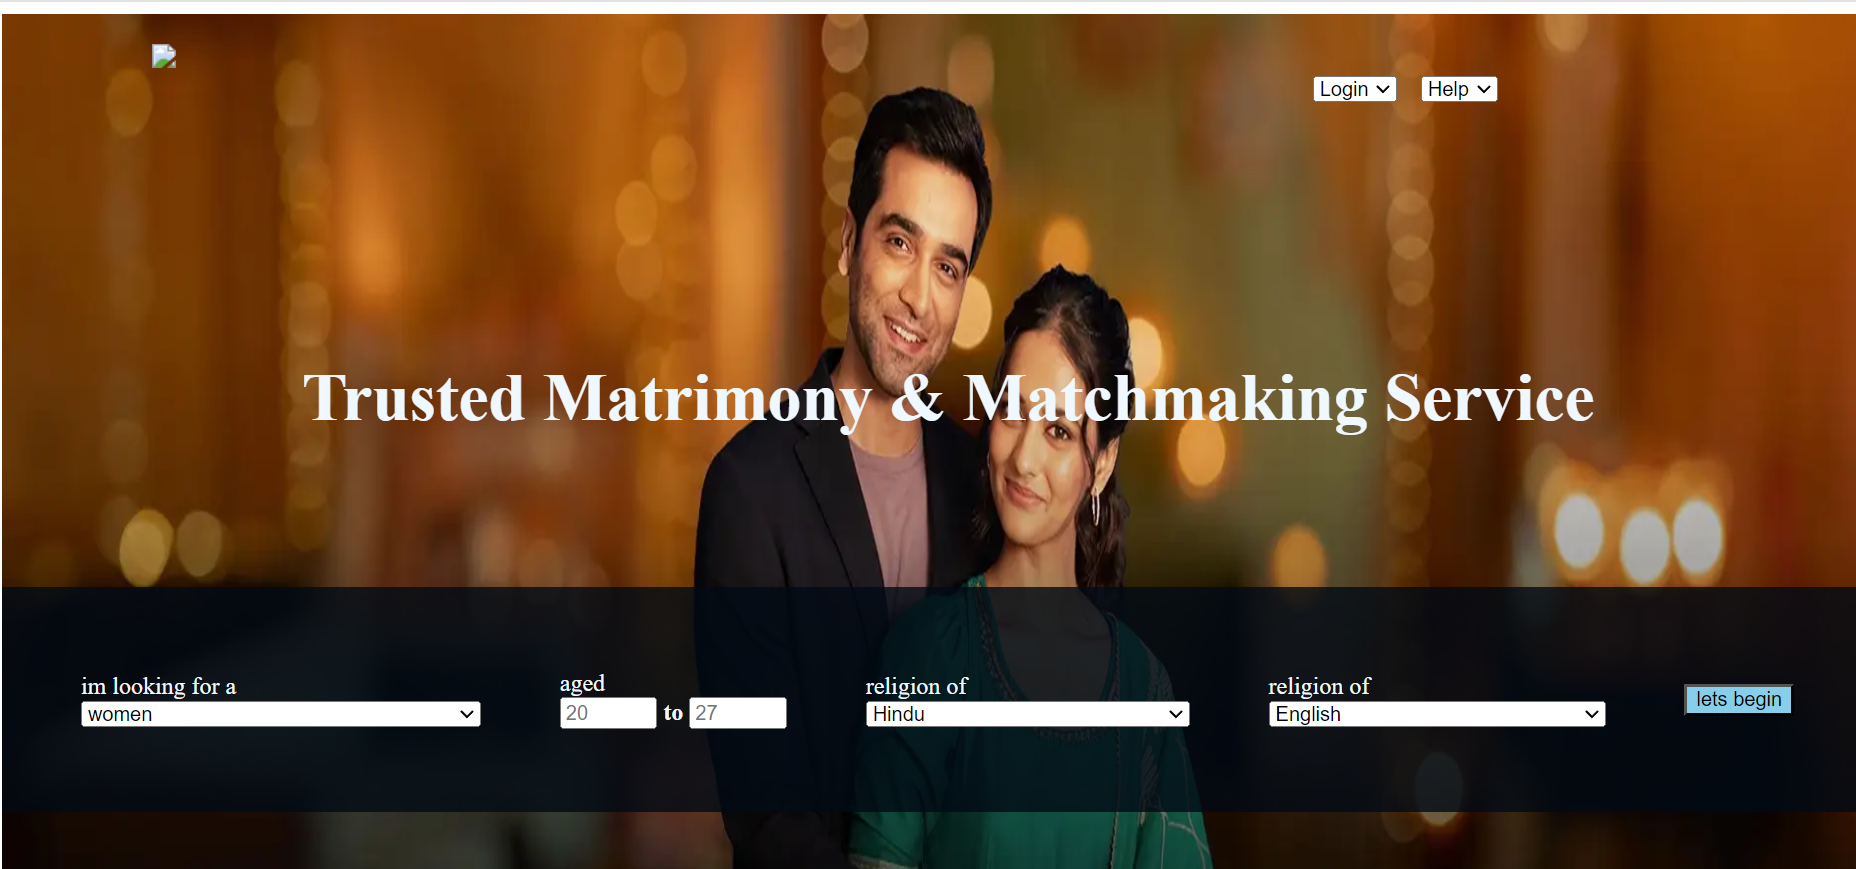 Login Help
Trusted Matrimony & Matchmaking Service
im looking for a
women
aged
20 to 27
religion of
Hindu
religion of
English
lets begin